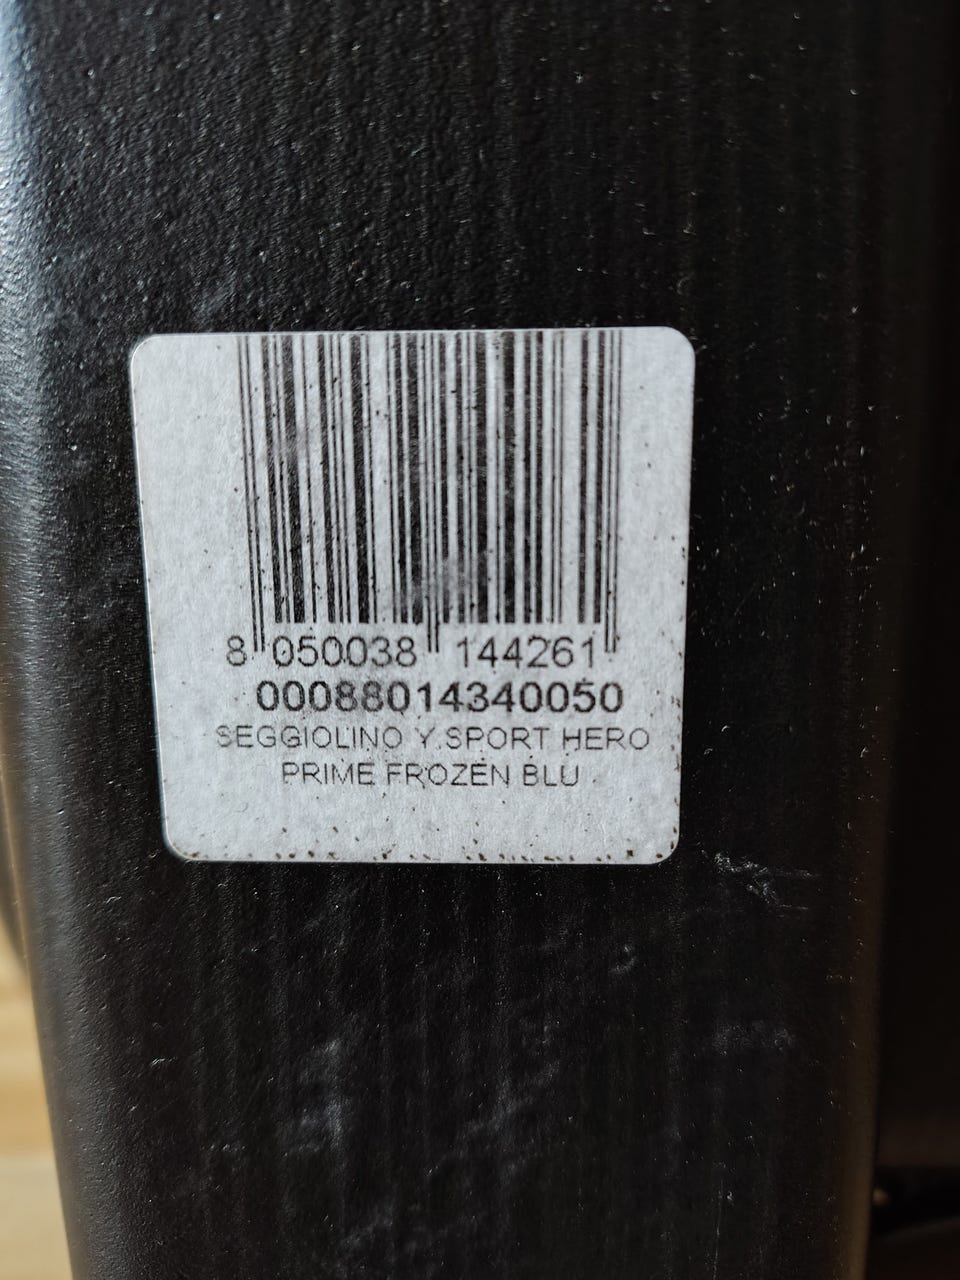 8 050038 144261
00088014340050
SEGGIOLINO Y.SPORT HERO
PRIME FROZEN BLU